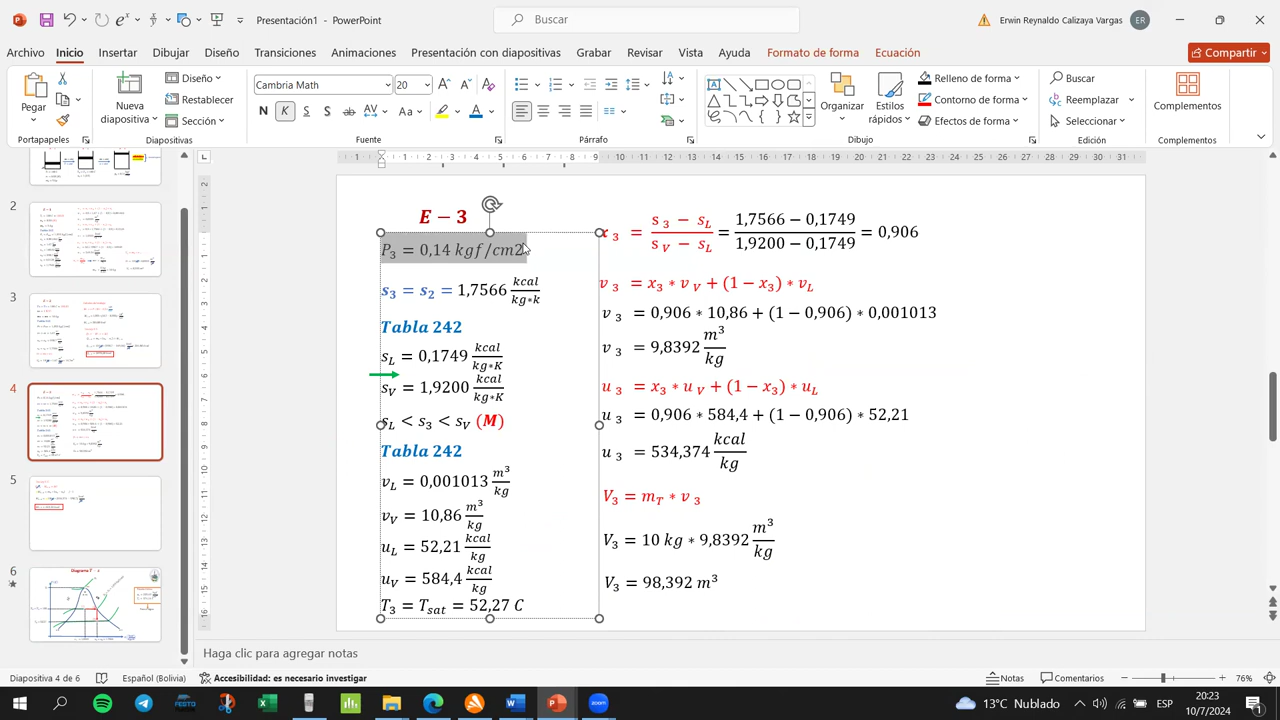 Presentación1 - PowerPoint
Buscar
Erwin Reynaldo Calizaya Vargas
ER
Archivo Inicio Insertar Dibujar Diseño Transiciones Animaciones Presentación con diapositivas Grabar Revisar Vista Ayuda Formato de forma Ecuación
Compartir
Pegar
Nueva diapositiva
Diseño
Restablecer
Sección
Cambria Math 20
N K S S AV Aa A
Organizar
Estilos rápidos
Relleno de forma
Contorno de forma
Efectos de forma
Buscar
Reemplazar
Seleccionar
Complementos
Portapapeles Diapositivas Fuente Párrafo Dibujo Edición Complementos
E − 3
P₃ = 0,14 kgf/cm2
s₃ = s₂ = 1,7566 kcal/kg∗K
Tabla 242
s_L = 0,1749 kcal/kg∗K
s_V = 1,9200 kcal/kg∗K
s_L < s₃ < s_V (M)
Tabla 242
v_L = 0,001013 m³/kg
v_V = 10,86 m³/kg
u_L = 52,21 kcal/kg
u_V = 584,4 kcal/kg
T₃ = T_sat = 52,27 C
x₃ = (s₃ − s_L)/(s_V − s_L) = (1,7566 − 0,1749)/(1,9200 − 0,1749) = 0,906
v₃ = x₃ ∗ v_V + (1 − x₃) ∗ v_L
v₃ = 0,906 ∗ 10,86 + (1 − 0,906) ∗ 0,001013
v₃ = 9,8392 m³/kg
u₃ = x₃ ∗ u_V + (1 − x₃) ∗ u_L
u₃ = 0,906 ∗ 584,4 + (1 − 0,906) ∗ 52,21
u₃ = 534,374 kcal/kg
V₃ = m_T ∗ v₃
V₃ = 10 kg ∗ 9,8392 m³/kg
V₃ = 98,392 m³
2
3
4
5
6
Haga clic para agregar notas
Diapositiva 4 de 6
Español (Bolivia)
Accesibilidad: es necesario investigar
Notas
Comentarios
76%
13°C Nublado
ESP
20:23
10/7/2024